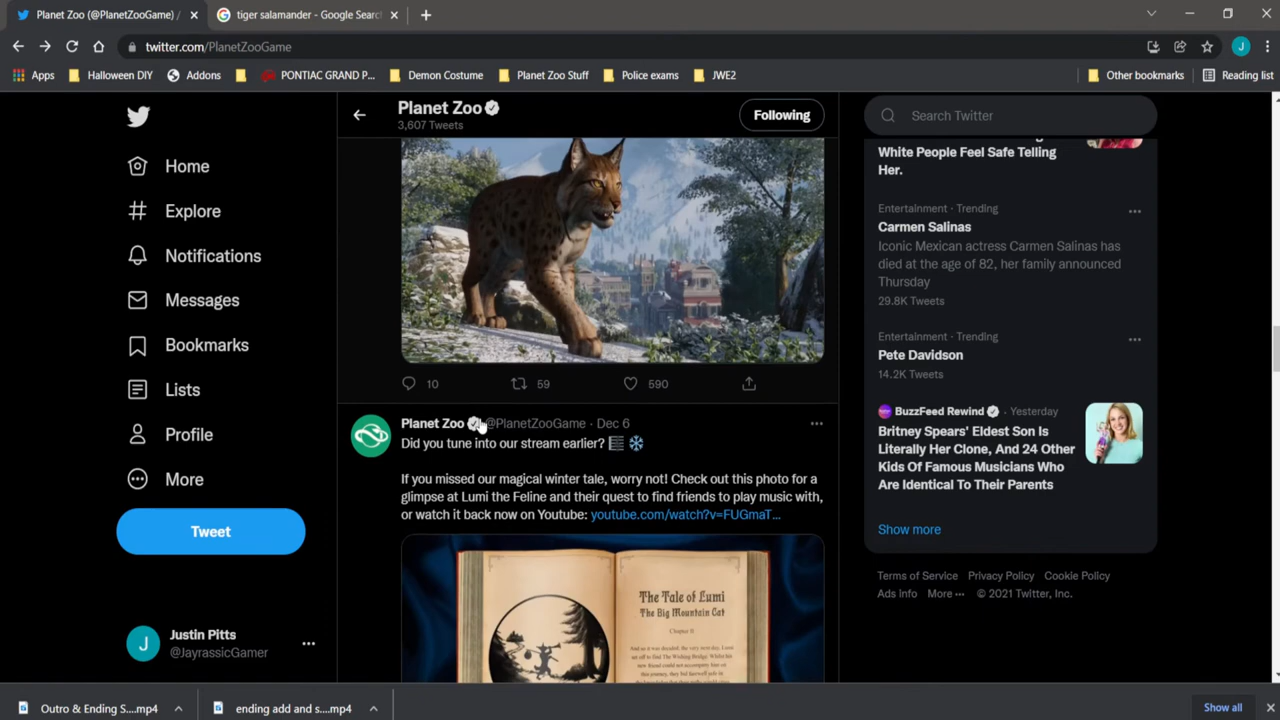 Planet Zoo (@PlanetZooGame) /
tiger salamander - Google Searc
twitter.com/PlanetZooGame
Apps
Halloween DIY
Addons
PONTIAC GRAND P...
Demon Costume
Planet Zoo Stuff
Police exams
JWE2
Other bookmarks
Reading list
J
Home
Explore
Notifications
Messages
Bookmarks
Lists
Profile
More
Tweet
J
Justin Pitts
@JayrassicGamer
Planet Zoo
3,607 Tweets
Following
10
59
590
Planet Zoo @PlanetZooGame · Dec 6
Did you tune into our stream earlier?
If you missed our magical winter tale, worry not! Check out this photo for a
glimpse at Lumi the Feline and their quest to find friends to play music with,
or watch it back now on Youtube: youtube.com/watch?v=FUGmaT...
The Tale of Lumi
The Big Mountain Cat
Chapter II
Search Twitter
White People Feel Safe Telling
Her.
Entertainment · Trending
Carmen Salinas
Iconic Mexican actress Carmen Salinas has
died at the age of 82, her family announced
Thursday
29.8K Tweets
Entertainment · Trending
Pete Davidson
14.2K Tweets
BuzzFeed Rewind · Yesterday
Britney Spears' Eldest Son Is
Literally Her Clone, And 24 Other
Kids Of Famous Musicians Who
Are Identical To Their Parents
Show more
Terms of Service Privacy Policy Cookie Policy
Ads Info More ··· © 2021 Twitter, Inc.
Outro & Ending S....mp4
ending add and s....mp4
Show all